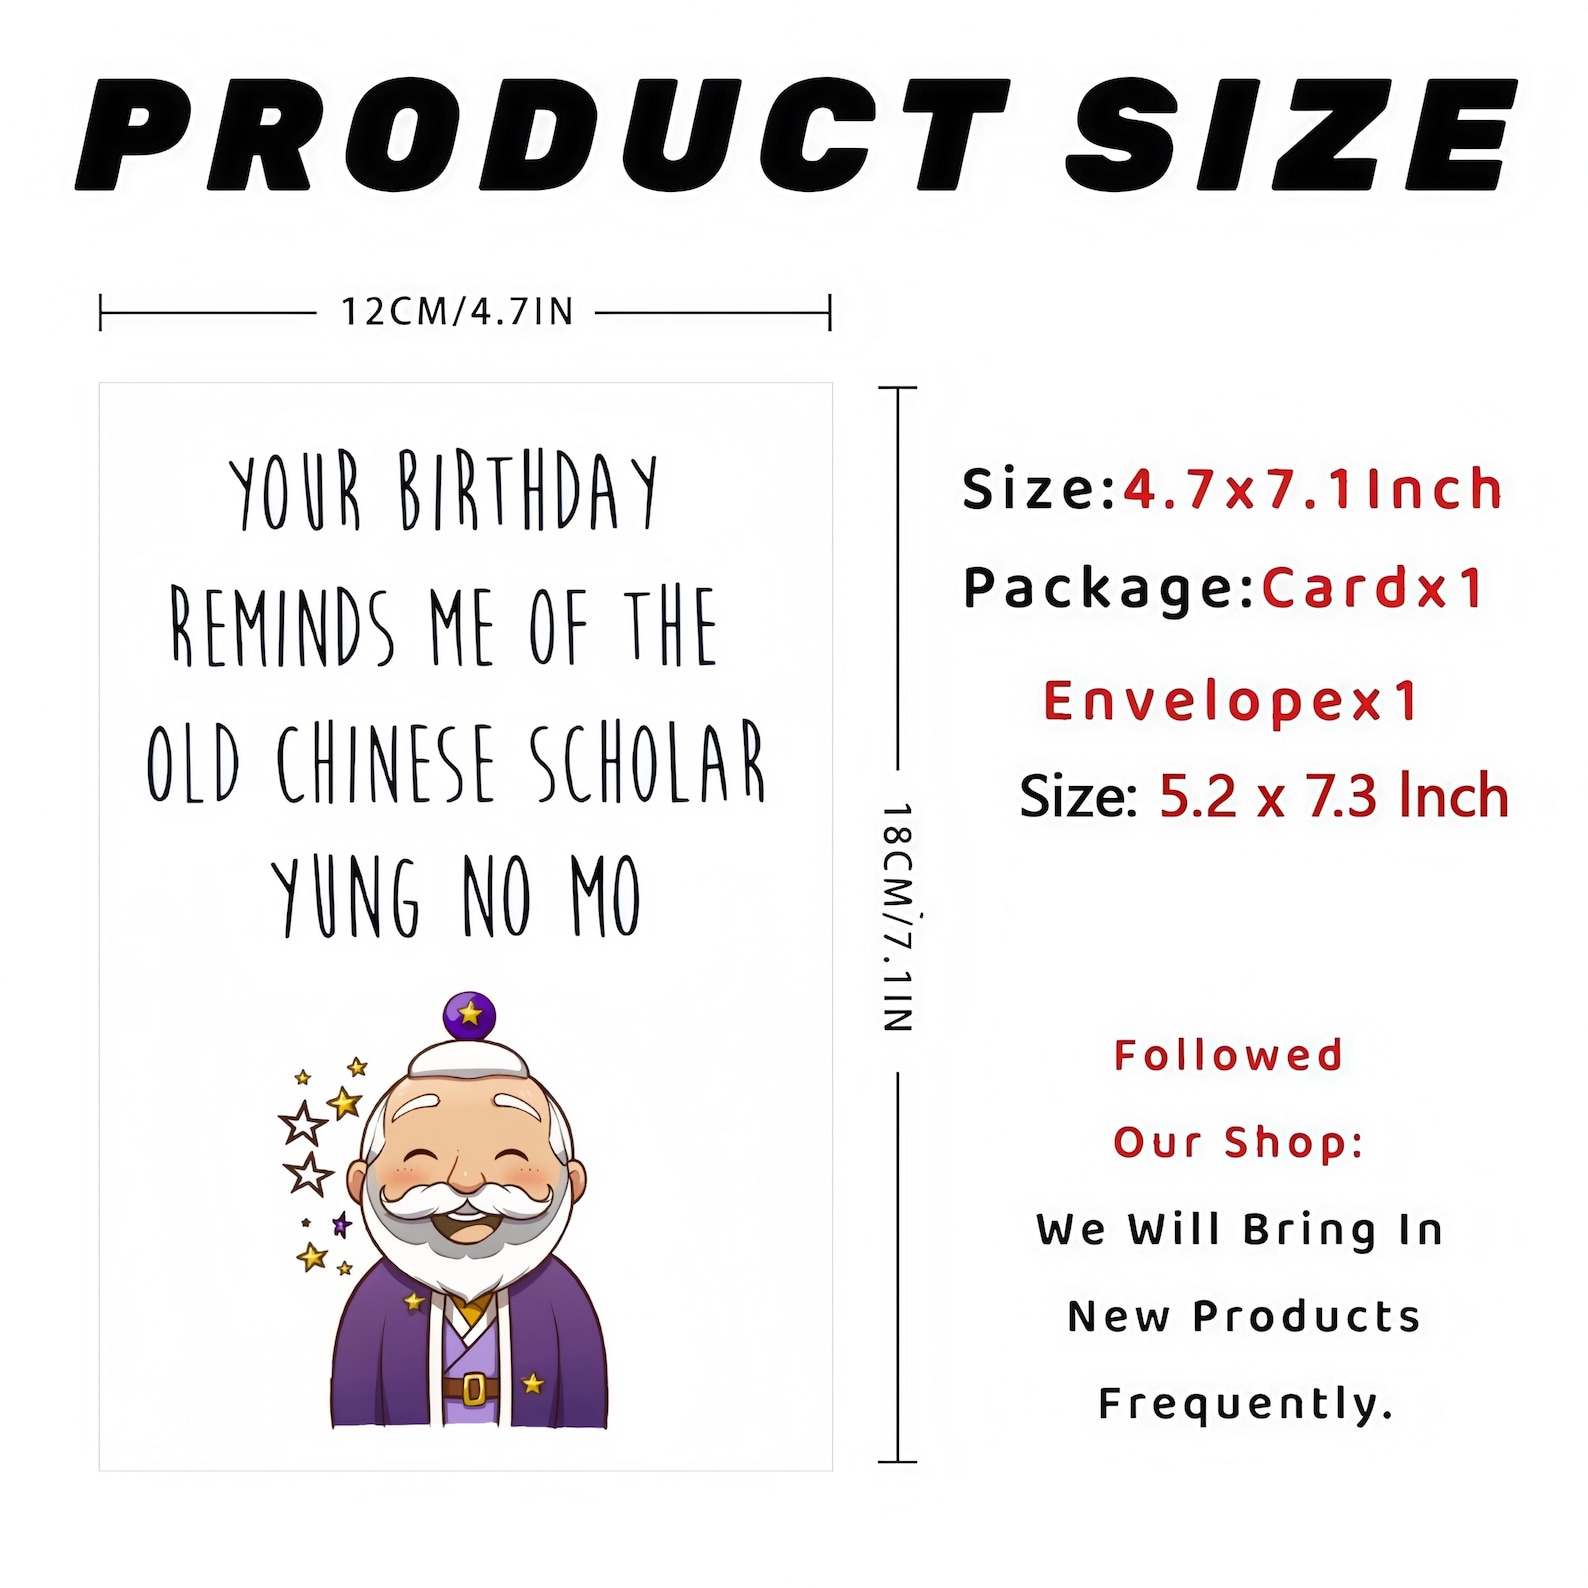 PRODUCT SIZE
12CM/4.7IN
YOUR BIRTHDAY
REMINDS ME OF THE
OLD CHINESE SCHOLAR
YUNG NO MO
18CM/7.1IN
Size:4.7x7.1Inch
Package:Cardx1
Envelopex1
Size: 5.2 x 7.3 Inch
Followed
Our Shop:
We Will Bring In
New Products
Frequently.